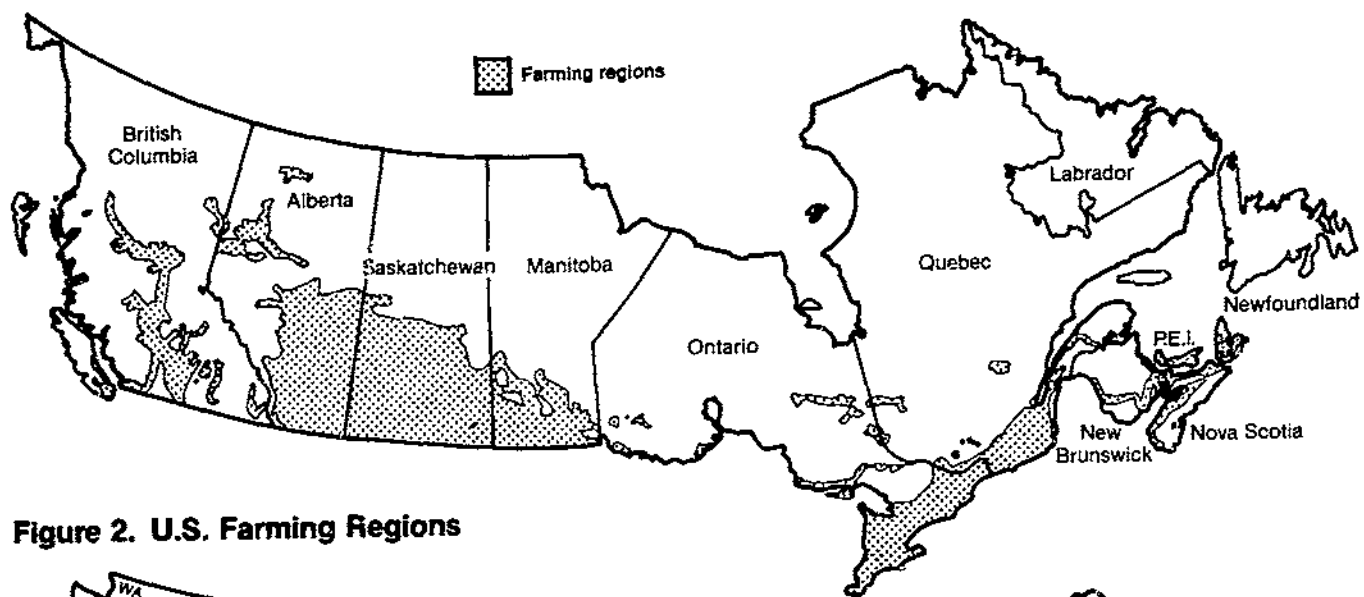 Farming regions
British
Columbia
Alberta
Saskatchewan
Manitoba
Ontario
Quebec
Labrador
Newfoundland
P.E.I.
New
Brunswick
Nova Scotia
Figure 2. U.S. Farming Regions
WA